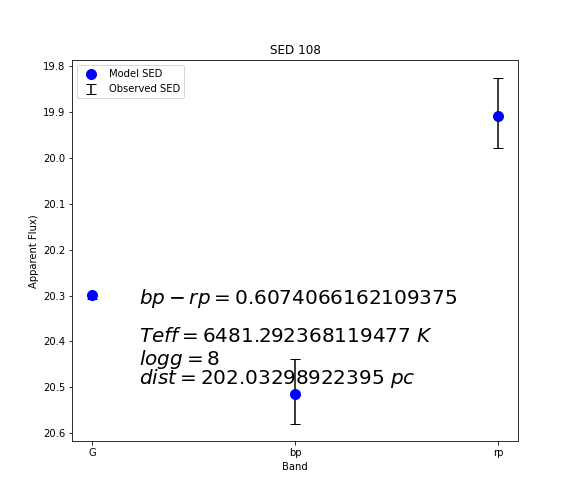 SED 108
Model SED
Observed SED
19.8
19.9
20.0
20.1
20.2
20.3
20.4
20.5
20.6
Apparent Flux)
bp − rp = 0.6074066162109375
Teff = 6481.292368119477 K
logg = 8
dist = 202.03298922395 pc
G
bp
rp
Band